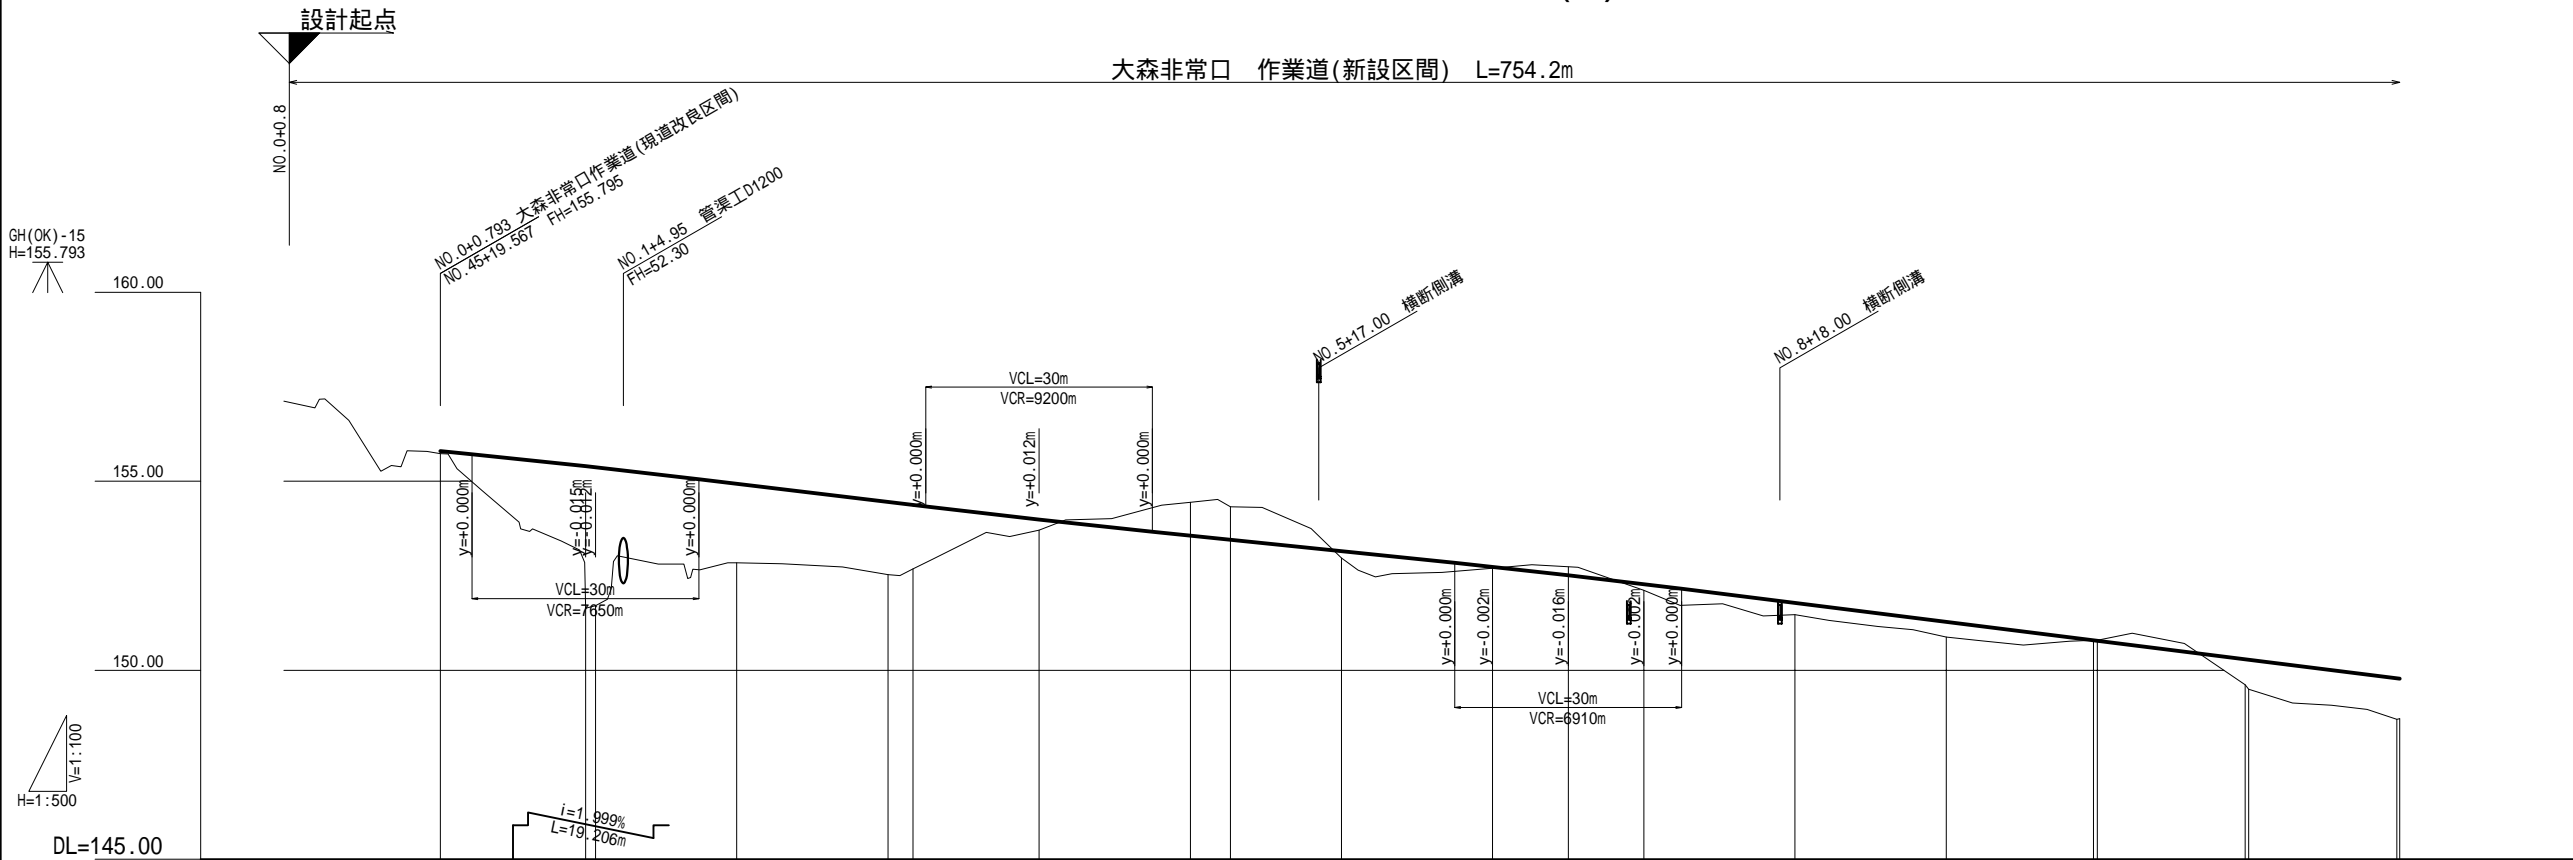 設計起点
大森非常口　作業道(新設区間)　L=754.2m
NO.0+0.8
NO.0+0.793 大森非常口作業道(現道改良区間)
NO.45+19.567　FH=155.795
NO.1+4.95　管渠工D1200
FH=52.30
GH(OK)-15
H=155.793
160.00
NO.5+17.00　横断側溝
NO.8+18.00　横断側溝
VCL=30m
VCR=9200m
y=+0.000m
y=+0.012m
y=+0.000m
155.00
y=+0.000m
y=-0.015m
y=-0.012m
y=+0.000m
VCL=30m
VCR=7650m
y=+0.000m
y=-0.002m
y=-0.016m
y=-0.002m
y=+0.000m
150.00
VCL=30m
VCR=6910m
V=1:100
H=1:500
i=1.999%
L=19.206m
DL=145.00